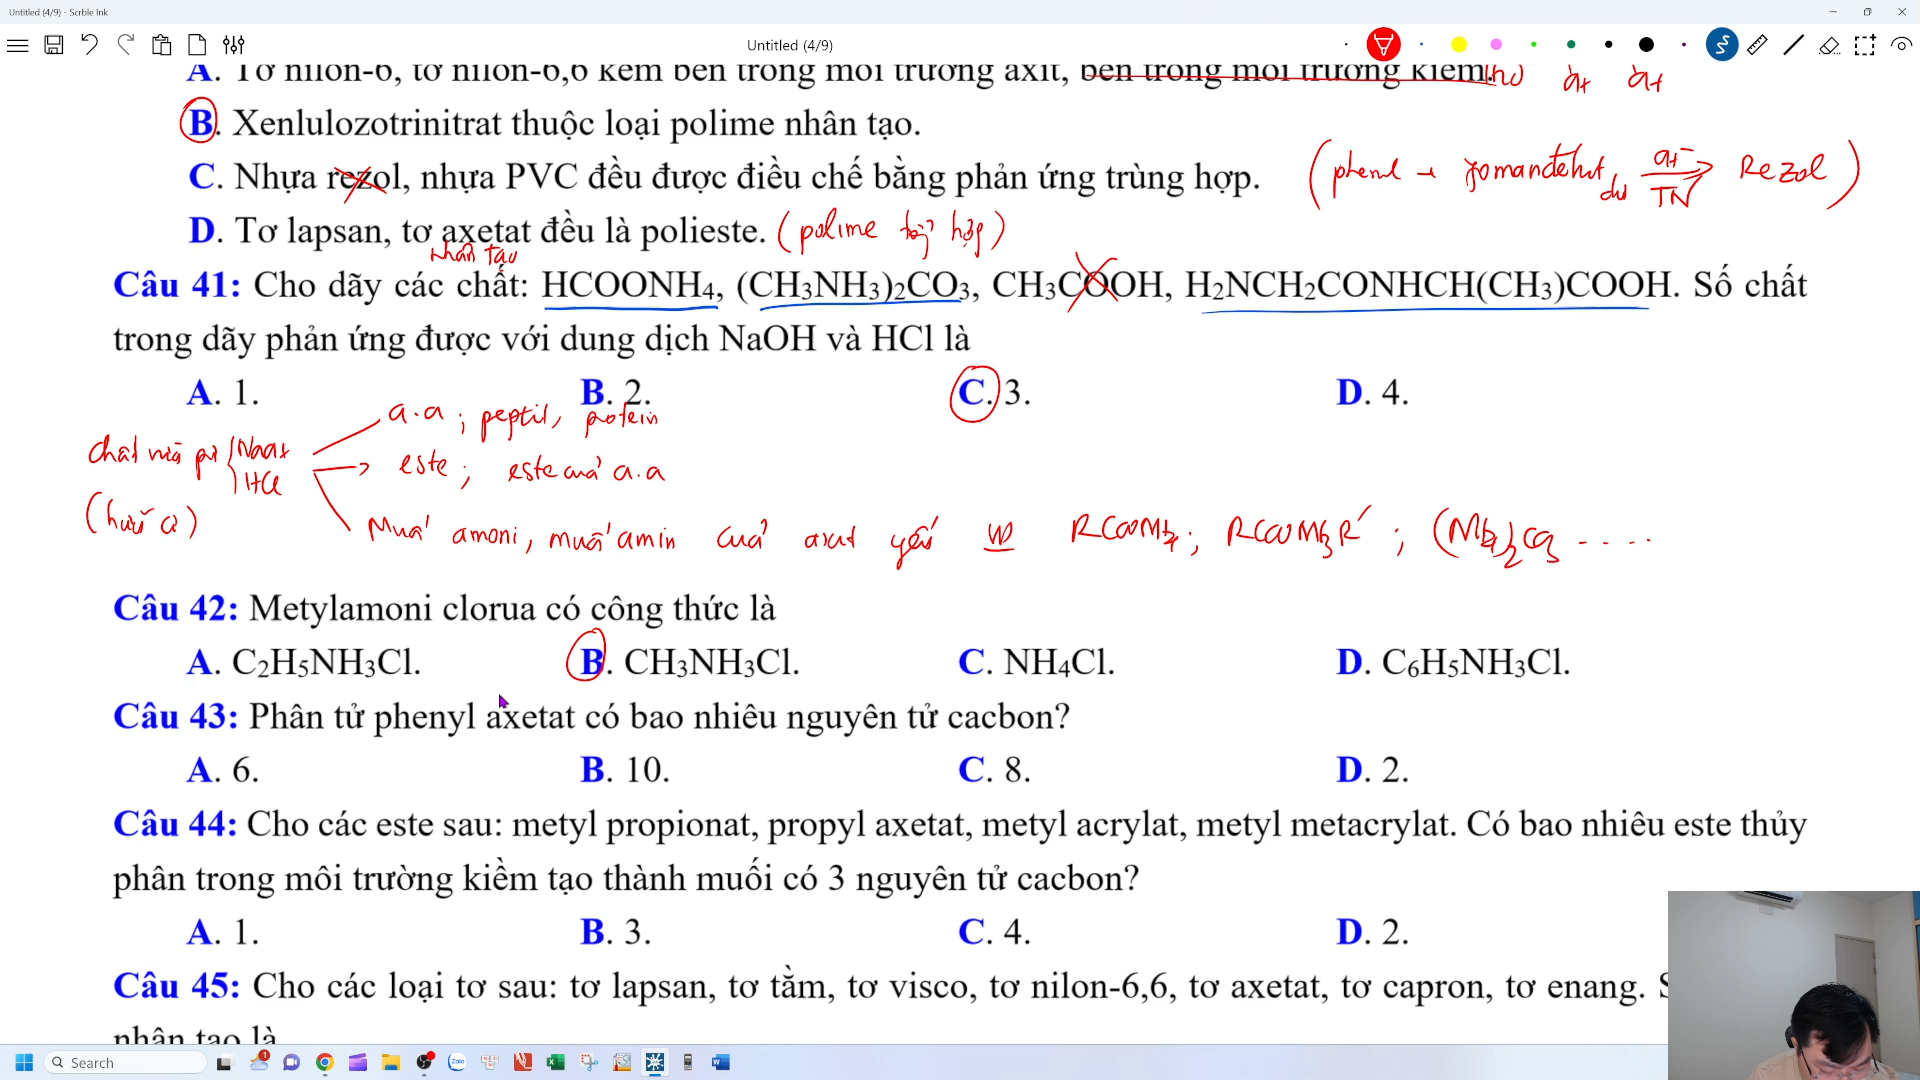 Untitled (4/9) - Scrble Ink
Untitled (4/9)
A. Tơ nilon-6, tơ nilon-6,6 kém bền trong môi trường axit, bền trong môi trường kiềm.
B. Xenlulozotrinitrat thuộc loại polime nhân tạo.
C. Nhựa rezol, nhựa PVC đều được điều chế bằng phản ứng trùng hợp.
Rezol
TN
D. Tơ lapsan, tơ axetat đều là polieste. (polime
nhân tạo
Câu 41: Cho dãy các chất: HCOONH4, (CH3NH3)2CO3, CH3COOH, H2NCH2CONHCH(CH3)COOH. Số chất
trong dãy phản ứng được với dung dịch NaOH và HCl là
A. 1. B. 2. C. 3. D. 4.
a.a ; peptit, protein
este ; este của a.a
HCl
(hữu cơ)
Muối amoni, muối amin của axit yếu
Câu 42: Metylamoni clorua có công thức là
A. C2H5NH3Cl. B. CH3NH3Cl. C. NH4Cl. D. C6H5NH3Cl.
Câu 43: Phân tử phenyl axetat có bao nhiêu nguyên tử cacbon?
A. 6. B. 10. C. 8. D. 2.
Câu 44: Cho các este sau: metyl propionat, propyl axetat, metyl acrylat, metyl metacrylat. Có bao nhiêu este thủy
phân trong môi trường kiềm tạo thành muối có 3 nguyên tử cacbon?
A. 1. B. 3. C. 4. D. 2.
Câu 45: Cho các loại tơ sau: tơ lapsan, tơ tằm, tơ visco, tơ nilon-6,6, tơ axetat, tơ capron, tơ enang. S
nhân tạo là
Search